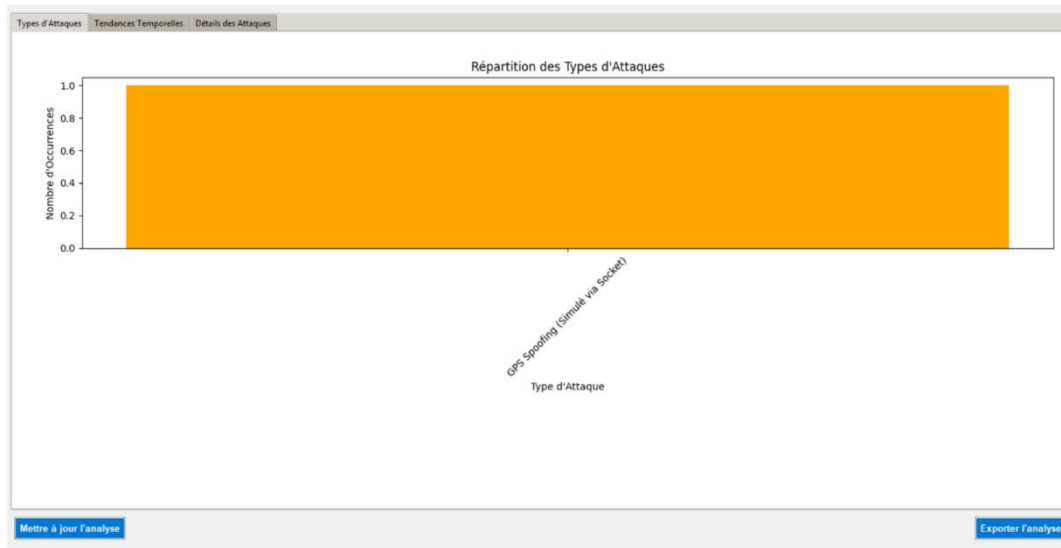 Types d'Attaques Tendances Temporelles Détails des Attaques
Répartition des Types d'Attaques
Nombre d'Occurrences
1.0
0.8
0.6
0.4
0.2
0.0
GPS Spoofing (Simulé via Socket)
Type d'Attaque
Mettre à jour l'analyse Exporter l'analyse